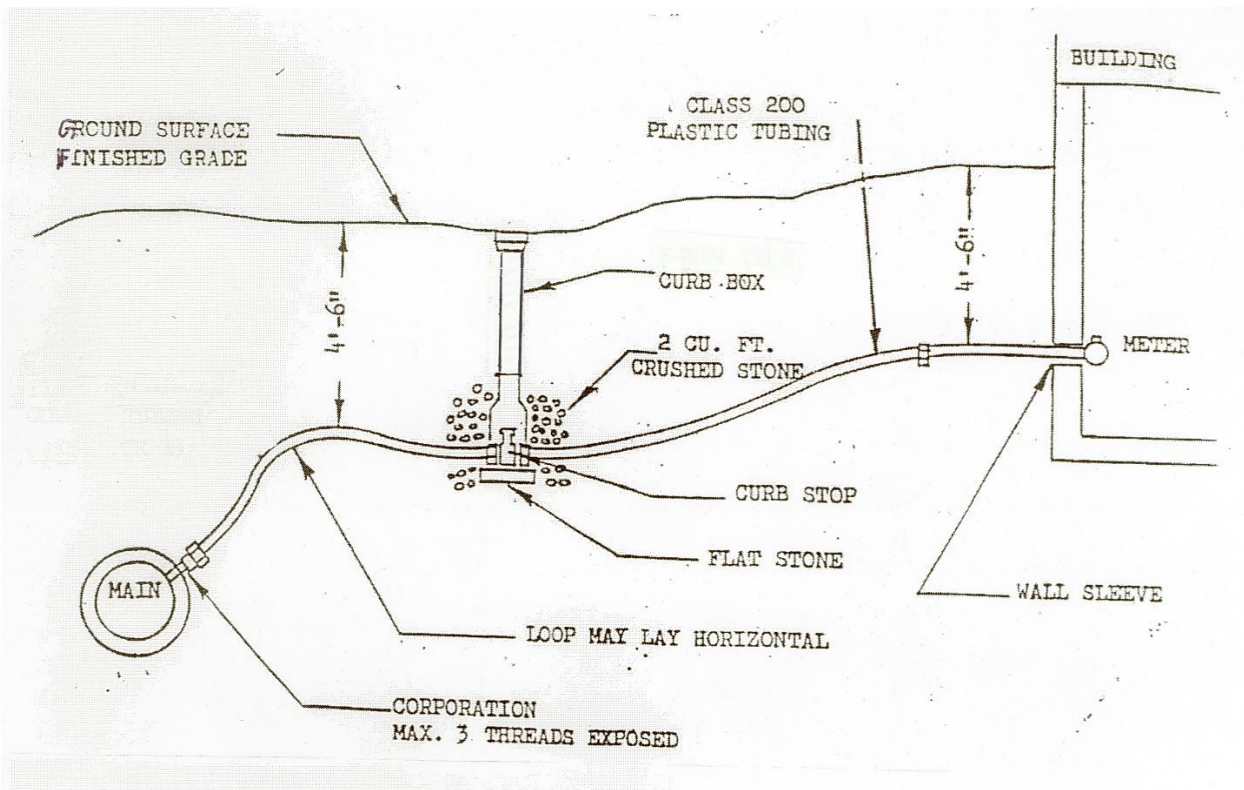 BUILDING
CLASS 200
PLASTIC TUBING
GROUND SURFACE
FINISHED GRADE
4'-6"
CURB BOX
4'-6"
2 CU. FT.
CRUSHED STONE
METER
CURB STOP
FLAT STONE
MAIN
WALL SLEEVE
LOOP MAY LAY HORIZONTAL
CORPORATION
MAX. 3 THREADS EXPOSED